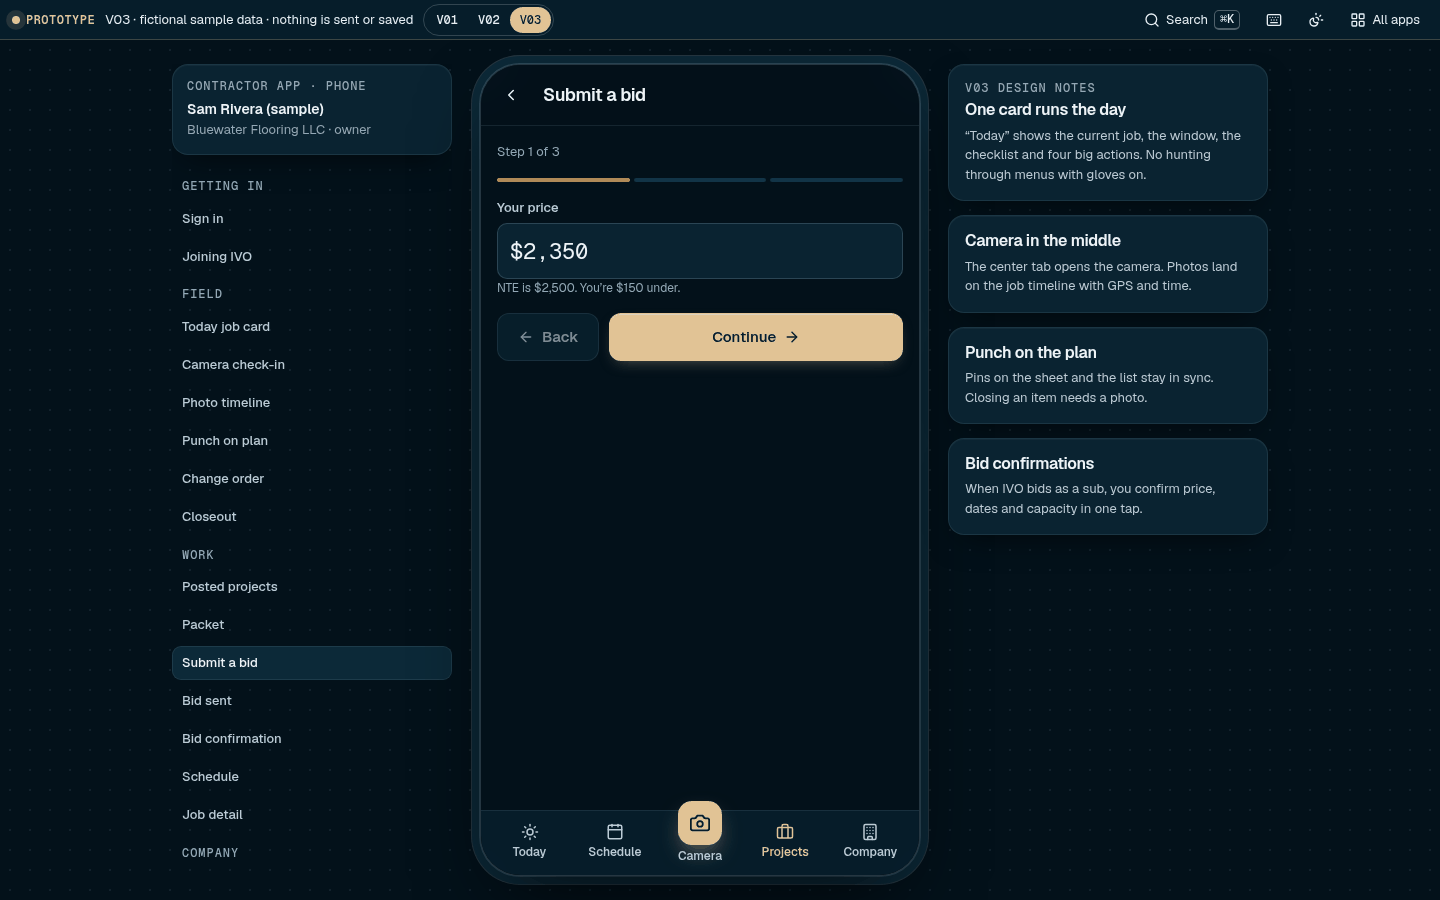 PROTOTYPE V03 · fictional sample data · nothing is sent or saved V01 V02 V03 Search ⌘K All apps
CONTRACTOR APP · PHONE
Sam Rivera (sample)
Bluewater Flooring LLC · owner
GETTING IN
Sign in
Joining IVO
FIELD
Today job card
Camera check-in
Photo timeline
Punch on plan
Change order
Closeout
WORK
Posted projects
Packet
Submit a bid
Bid sent
Bid confirmation
Schedule
Job detail
COMPANY
Submit a bid
Step 1 of 3
Your price
$2,350
NTE is $2,500. You're $150 under.
Back Continue
Today Schedule Camera Projects Company
V03 DESIGN NOTES
One card runs the day
“Today” shows the current job, the window, the
checklist and four big actions. No hunting
through menus with gloves on.
Camera in the middle
The center tab opens the camera. Photos land
on the job timeline with GPS and time.
Punch on the plan
Pins on the sheet and the list stay in sync.
Closing an item needs a photo.
Bid confirmations
When IVO bids as a sub, you confirm price,
dates and capacity in one tap.